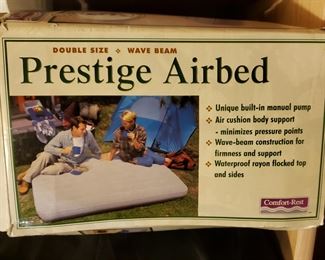 DOUBLE SIZE ❖ WAVE BEAM
Prestige Airbed
❖ Unique built-in manual pump
❖ Air cushion body support
- minimizes pressure points
❖ Wave-beam construction for
firmness and support
❖ Waterproof rayon flocked top
and sides
Comfort-Rest